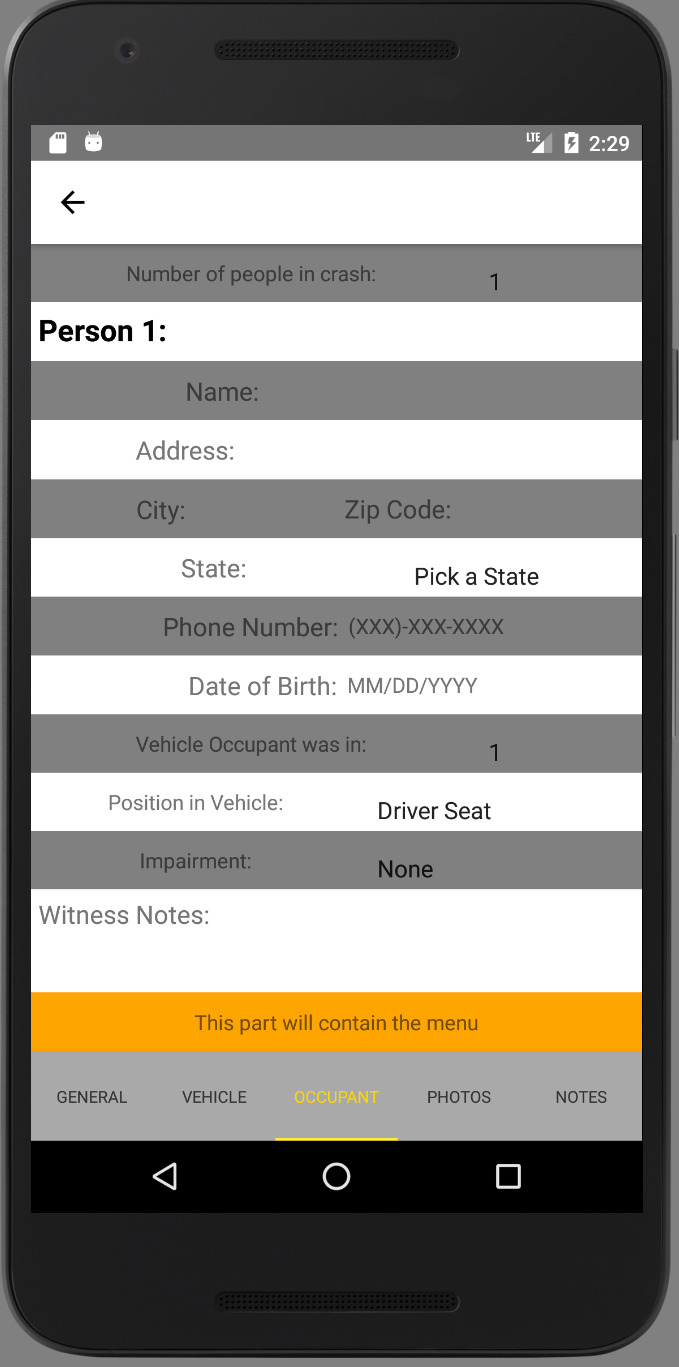 LTE 2:29
Number of people in crash: 1
Person 1:
Name:
Address:
City: Zip Code:
State: Pick a State
Phone Number: (XXX)-XXX-XXXX
Date of Birth: MM/DD/YYYY
Vehicle Occupant was in: 1
Position in Vehicle: Driver Seat
Impairment: None
Witness Notes:
This part will contain the menu
GENERAL VEHICLE OCCUPANT PHOTOS NOTES